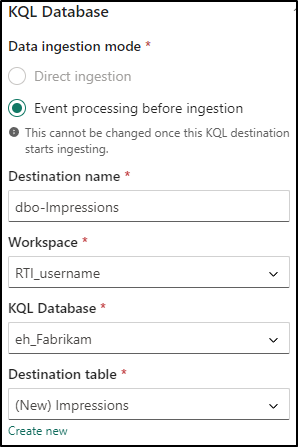 KQL Database
Data ingestion mode *
Direct ingestion
Event processing before ingestion
This cannot be changed once this KQL destination
starts ingesting.
Destination name *
dbo-Impressions
Workspace *
RTI_username
KQL Database *
eh_Fabrikam
Destination table *
(New) Impressions
Create new